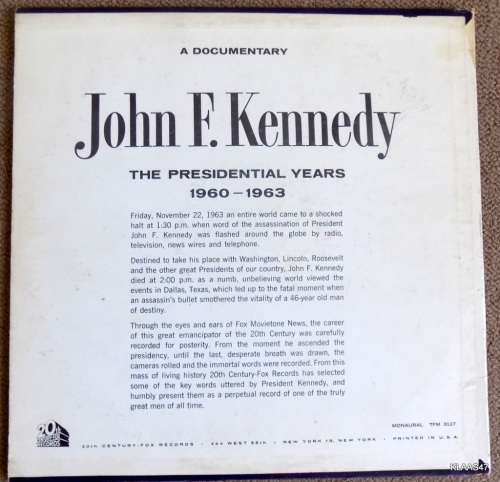 A DOCUMENTARY
John F. Kennedy
THE PRESIDENTIAL YEARS
1960 – 1963
Friday, November 22, 1963 an entire world came to a shocked
halt at 1:30 p.m. when word of the assassination of President
John F. Kennedy was flashed around the globe by radio,
television, news wires and telephone.
Destined to take his place with Washington, Lincoln, Roosevelt
and the other great Presidents of our country, John F. Kennedy
died at 2:00 p.m. as a numb, unbelieving world viewed the
events in Dallas, Texas, which led up to the fatal moment when
an assassin's bullet smothered the vitality of a 46-year old man
of destiny.
Through the eyes and ears of Fox Movietone News, the career
of this great emancipator of the 20th Century was carefully
recorded for posterity. From the moment he ascended the
presidency, until the last, desperate breath was drawn, the
cameras rolled and the immortal words were recorded. From this
mass of living history 20th Century-Fox Records has selected
some of the key words uttered by President Kennedy, and
humbly present them as a perpetual record of one of the truly
great men of all time.
MONAURAL TFM 3127
20TH CENTURY-FOX RECORDS · 444 WEST 56th · NEW YORK 19, NEW YORK · PRINTED IN U.S.A.
KLAAS47